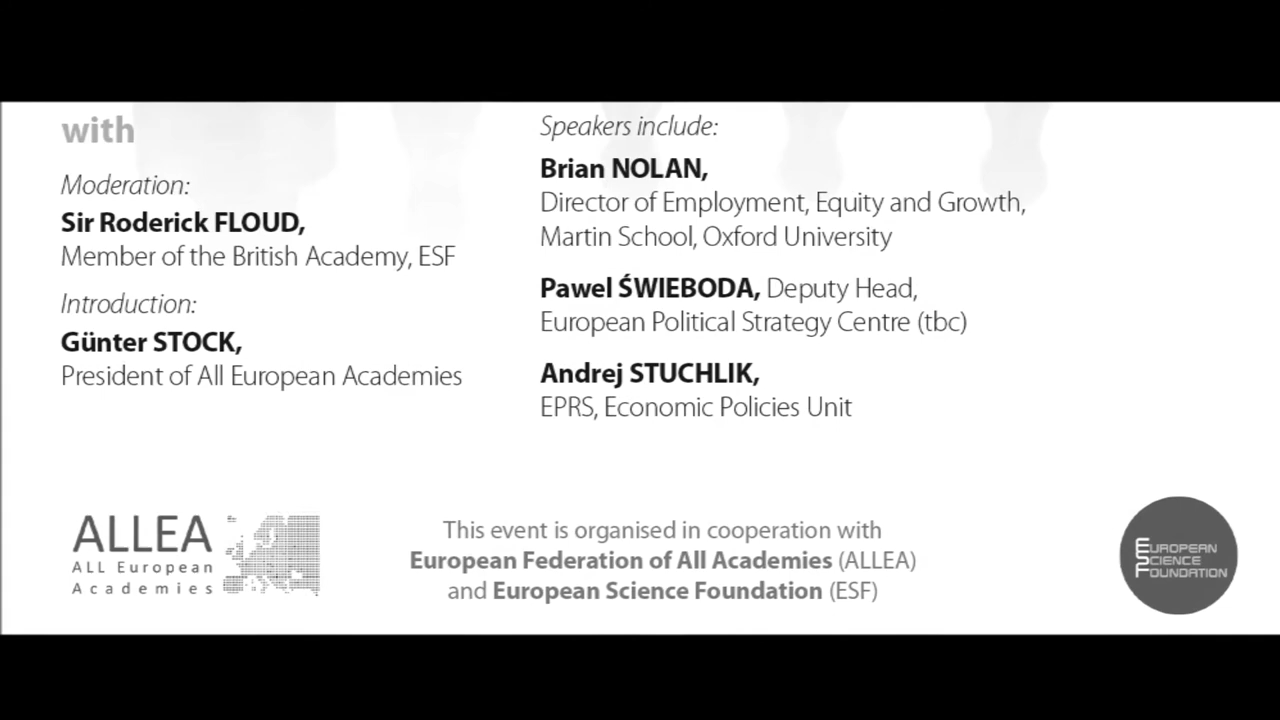 with
Moderation:
Sir Roderick FLOUD,
Member of the British Academy, ESF
Introduction:
Günter STOCK,
President of All European Academies
Speakers include:
Brian NOLAN,
Director of Employment, Equity and Growth,
Martin School, Oxford University
Pawel ŚWIEBODA, Deputy Head,
European Political Strategy Centre (tbc)
Andrej STUCHLIK,
EPRS, Economic Policies Unit
ALLEA
ALL European
Academies
This event is organised in cooperation with
European Federation of All Academies (ALLEA)
and European Science Foundation (ESF)
EUROPEAN
SCIENCE
FOUNDATION